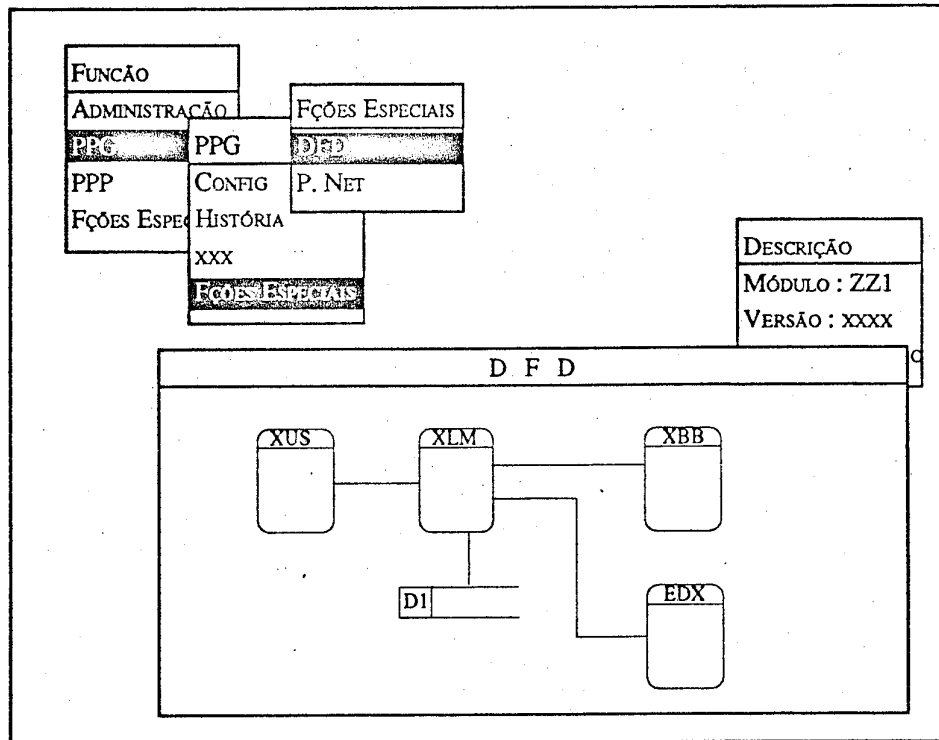 FUNCÃO
ADMINISTRAÇÃO
PPG
PPP
FÇÕES ESPEC
PPG
CONFIG
HISTÓRIA
XXX
FÇÕES ESPECIAIS
FÇÕES ESPECIAIS
DFD
P. NET
DESCRIÇÃO
MÓDULO : ZZ1
VERSÃO : XXXX
O
D F D
XUS
XLM
XBB
D1
EDX